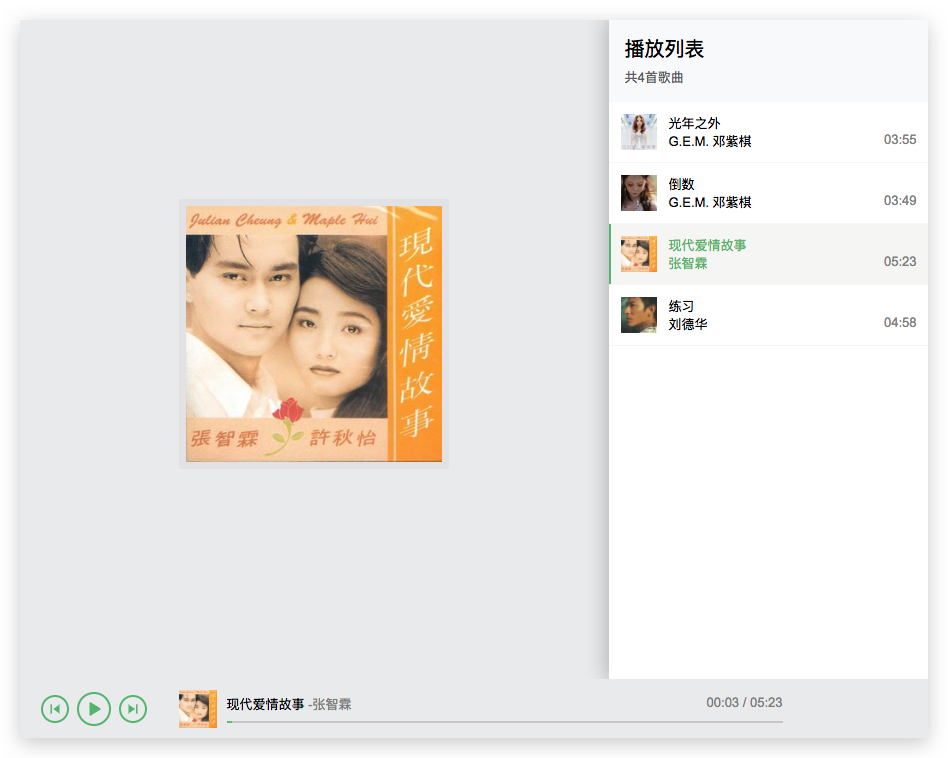 播放列表
共4首歌曲
光年之外
G.E.M. 邓紫棋
03:55
倒数
G.E.M. 邓紫棋
03:49
现代爱情故事
张智霖
05:23
练习
刘德华
04:58
Julian Cheung & Maple Hui
現代愛情故事
張智霖
許秋怡
现代爱情故事 -张智霖
00:03 / 05:23